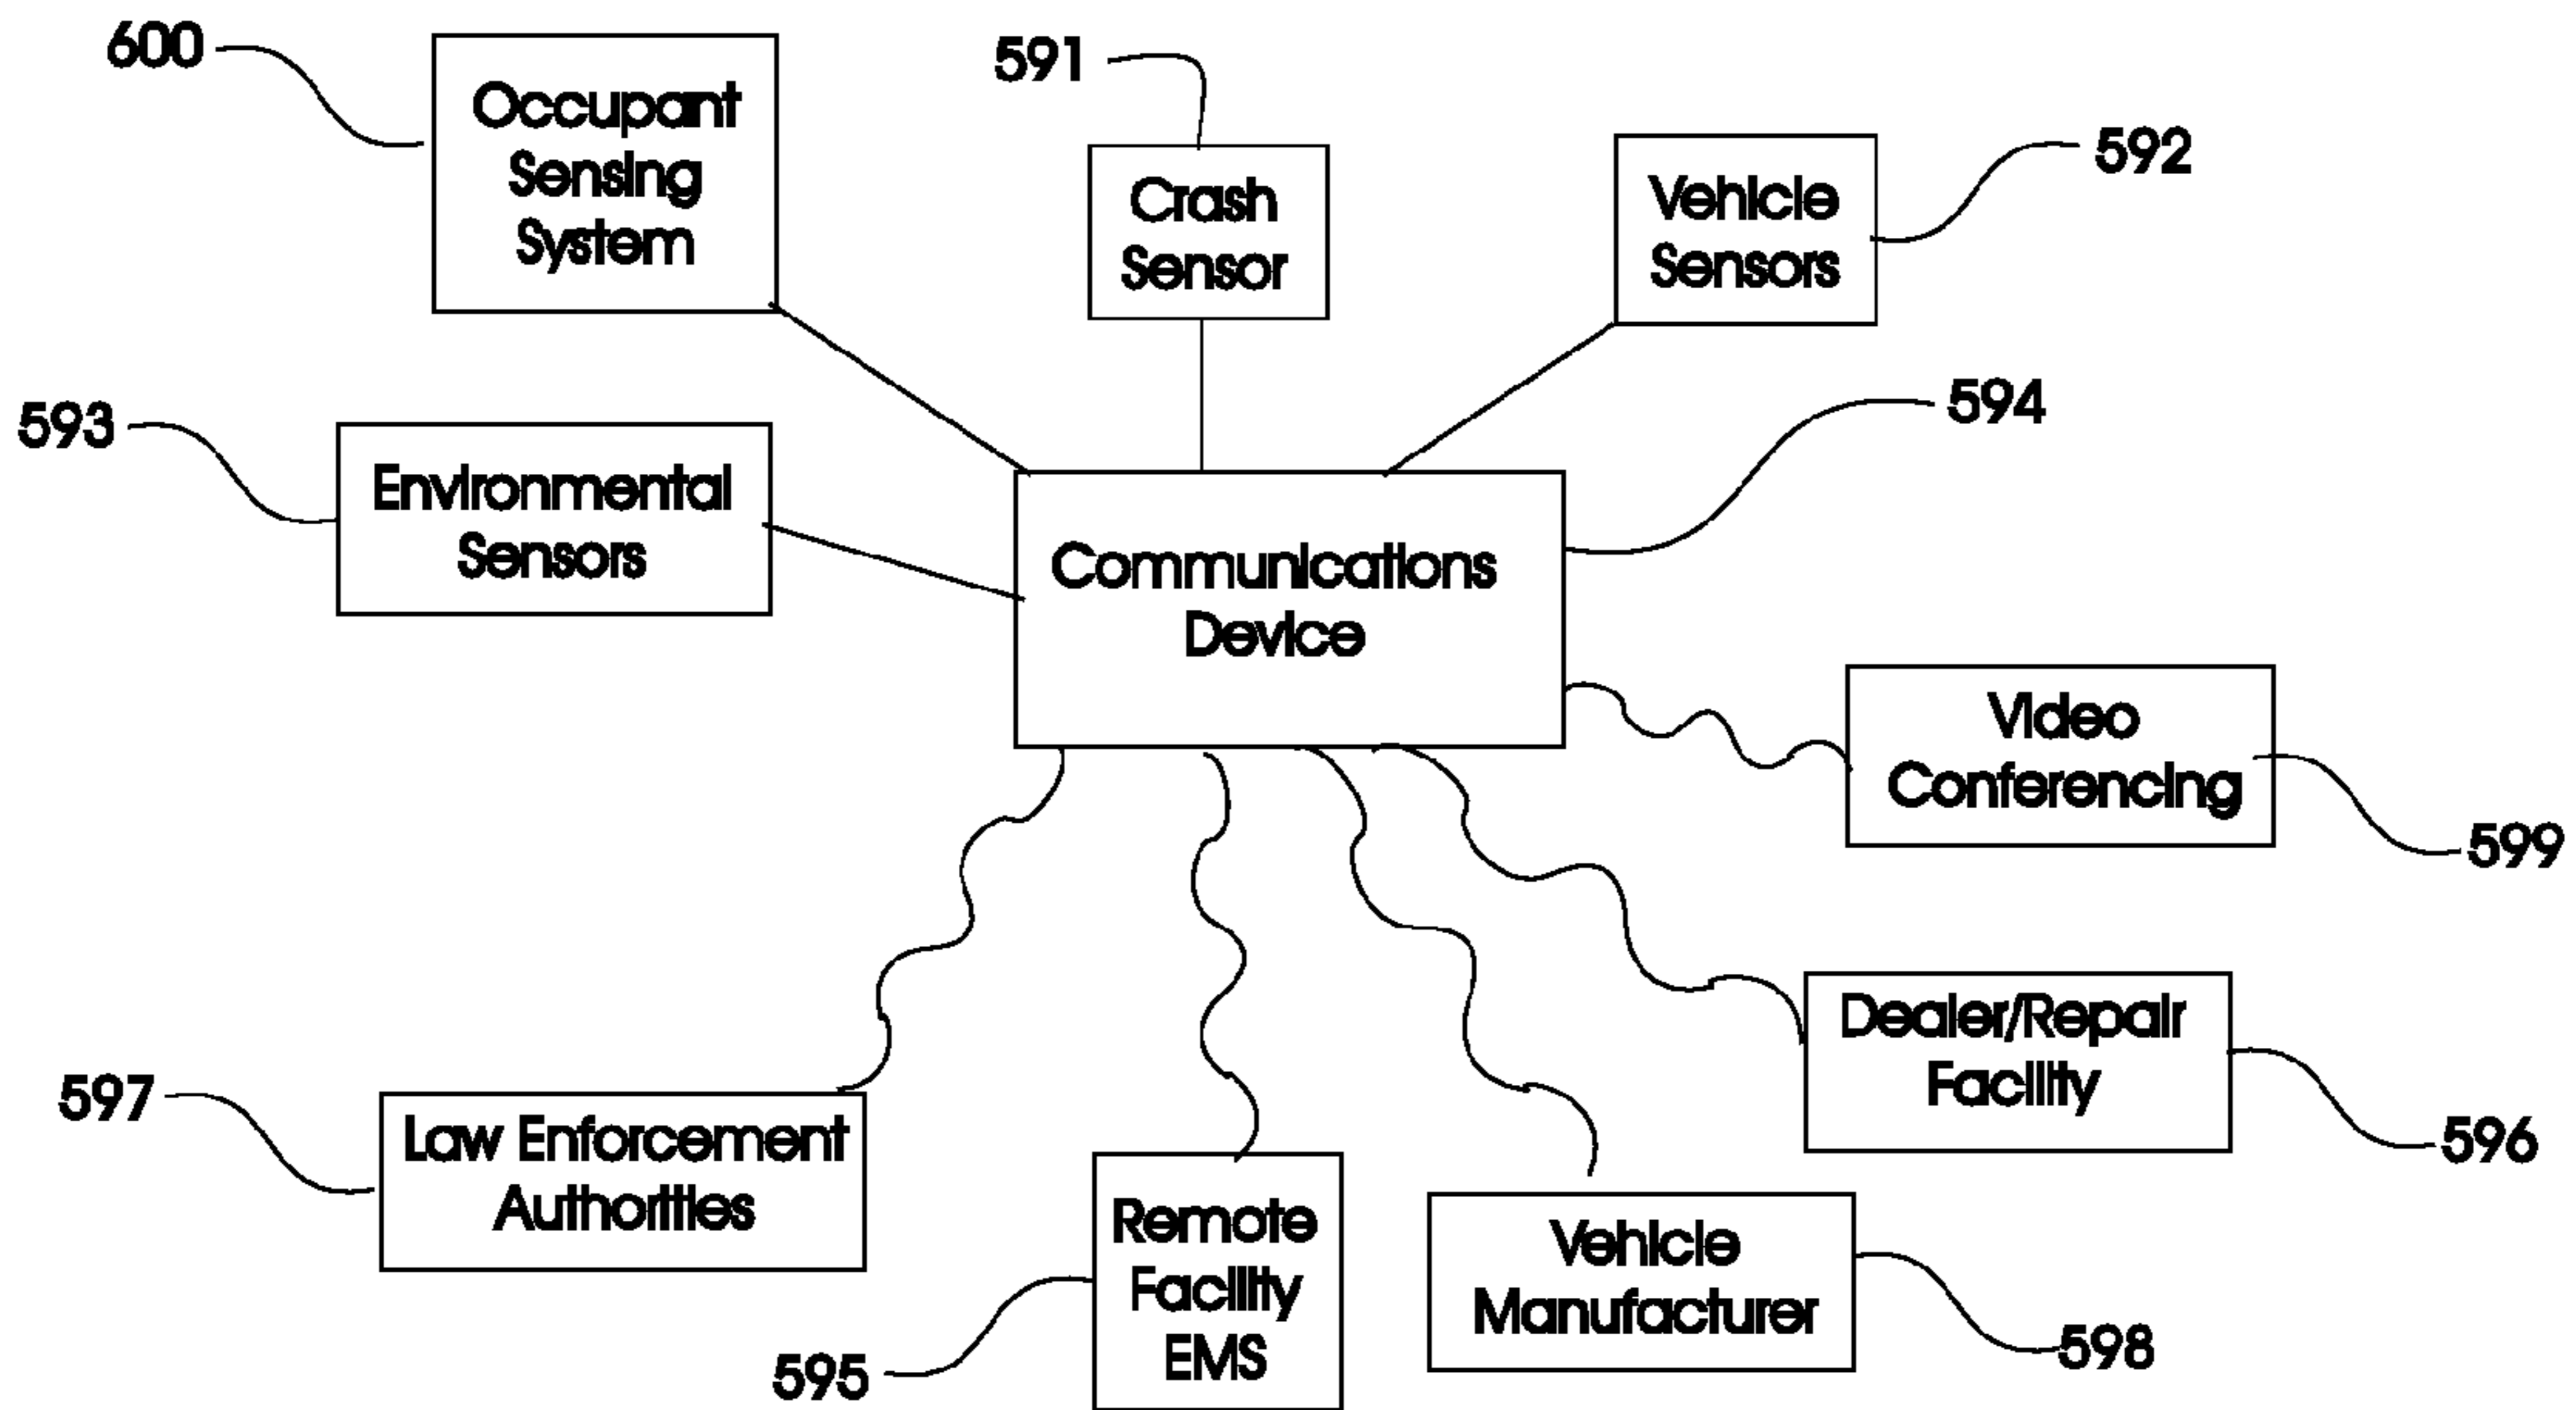 600
Occupant
Sensing
System
591
Crash
Sensor
Vehicle
Sensors
592
593
Environmental
Sensors
594
Communications
Device
Video
Conferencing
599
Dealer/Repair
Facility
596
597
Law Enforcement
Authorities
Remote
Facility
EMS
595
Vehicle
Manufacturer
598